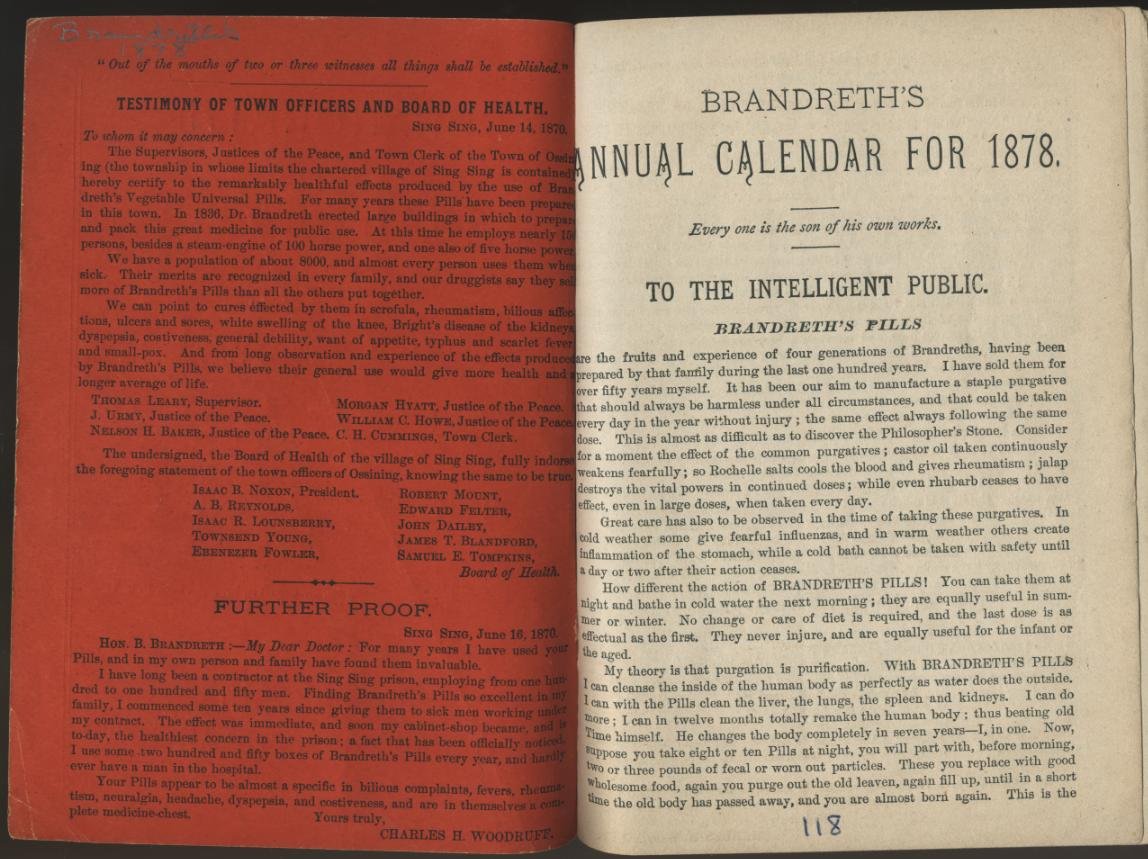 Brandreth
1878
"Out of the mouths of two or three witnesses all things shall be established."
TESTIMONY OF TOWN OFFICERS AND BOARD OF HEALTH.
SING SING, June 14, 1870.
To whom it may concern :
The Supervisors, Justices of the Peace, and Town Clerk of the Town of Ossin
ing (the township in whose limits the chartered village of Sing Sing is contained)
hereby certify to the remarkably healthful effects produced by the use of Bran
dreth's Vegetable Universal Pills. For many years these Pills have been prepare
in this town. In 1836, Dr. Brandreth erected large buildings in which to prepar
and pack this great medicine for public use. At this time he employs nearly 15
persons, besides a steam-engine of 100 horse power, and one also of five horse power
We have a population of about 8000, and almost every person uses them whe
sick. Their merits are recognized in every family, and our druggists say they sel
more of Brandreth's Pills than all the others put together.
We can point to cures effected by them in scrofula, rheumatism, bilious affec
tions, ulcers and sores, white swelling of the knee, Bright's disease of the kidneys,
dyspepsia, costiveness, general debility, want of appetite, typhus and scarlet fever
and small-pox. And from long observation and experience of the effects produced
by Brandreth's Pills, we believe their general use would give more health and a
longer average of life.
THOMAS LEARY, Supervisor. MORGAN HYATT, Justice of the Peace.
J. URMY, Justice of the Peace. WILLIAM C. HOWE, Justice of the Peace.
NELSON H. BAKER, Justice of the Peace. C. H. CUMMINGS, Town Clerk.
The undersigned, the Board of Health of the village of Sing Sing, fully indorse
the foregoing statement of the town officers of Ossining, knowing the same to be true.
ISAAC B. NOXON, President. ROBERT MOUNT,
A. B. REYNOLDS, EDWARD FELTER,
ISAAC R. LOUNSBERRY, JOHN DAILEY,
TOWNSEND YOUNG, JAMES T. BLANDFORD,
EBENEZER FOWLER, SAMUEL E. TOMPKINS,
Board of Health.
FURTHER PROOF.
SING SING, June 16, 1870.
HON. B. BRANDRETH :—My Dear Doctor : For many years I have used your
Pills, and in my own person and family have found them invaluable.
I have long been a contractor at the Sing Sing prison, employing from one hun-
dred to one hundred and fifty men. Finding Brandreth's Pills so excellent in my
family, I commenced some ten years since giving them to sick men working under
my contract. The effect was immediate, and soon my cabinet-shop became, and is
to-day, the healthiest concern in the prison; a fact that has been officially noticed.
I use some two hundred and fifty boxes of Brandreth's Pills every year, and hardly
ever have a man in the hospital.
Your Pills appear to be almost a specific in bilious complaints, fevers, rheuma-
tism, neuralgia, headache, dyspepsia, and costiveness, and are in themselves a com-
plete medicine-chest. Yours truly,
CHARLES H. WOODRUFF.
BRANDRETH'S
ANNUAL CALENDAR FOR 1878.
Every one is the son of his own works.
TO THE INTELLIGENT PUBLIC.
BRANDRETH'S PILLS
are the fruits and experience of four generations of Brandreths, having been
prepared by that family during the last one hundred years. I have sold them for
over fifty years myself. It has been our aim to manufacture a staple purgative
that should always be harmless under all circumstances, and that could be taken
every day in the year without injury ; the same effect always following the same
dose. This is almost as difficult as to discover the Philosopher's Stone. Consider
for a moment the effect of the common purgatives ; castor oil taken continuously
weakens fearfully ; so Rochelle salts cools the blood and gives rheumatism ; jalap
destroys the vital powers in continued doses ; while even rhubarb ceases to have
effect, even in large doses, when taken every day.
Great care has also to be observed in the time of taking these purgatives. In
cold weather some give fearful influenzas, and in warm weather others create
inflammation of the stomach, while a cold bath cannot be taken with safety until
a day or two after their action ceases.
How different the action of BRANDRETH'S PILLS! You can take them at
night and bathe in cold water the next morning ; they are equally useful in sum-
mer or winter. No change or care of diet is required, and the last dose is as
effectual as the first. They never injure, and are equally useful for the infant or
the aged.
My theory is that purgation is purification. With BRANDRETH'S PILLS
I can cleanse the inside of the human body as perfectly as water does the outside.
I can with the Pills clean the liver, the lungs, the spleen and kidneys. I can do
more ; I can in twelve months totally remake the human body ; thus beating old
Time himself. He changes the body completely in seven years—I, in one. Now,
suppose you take eight or ten Pills at night, you will part with, before morning,
two or three pounds of fecal or worn out particles. These you replace with good
wholesome food, again you purge out the old leaven, again fill up, until in a short
time the old body has passed away, and you are almost born again. This is the
118